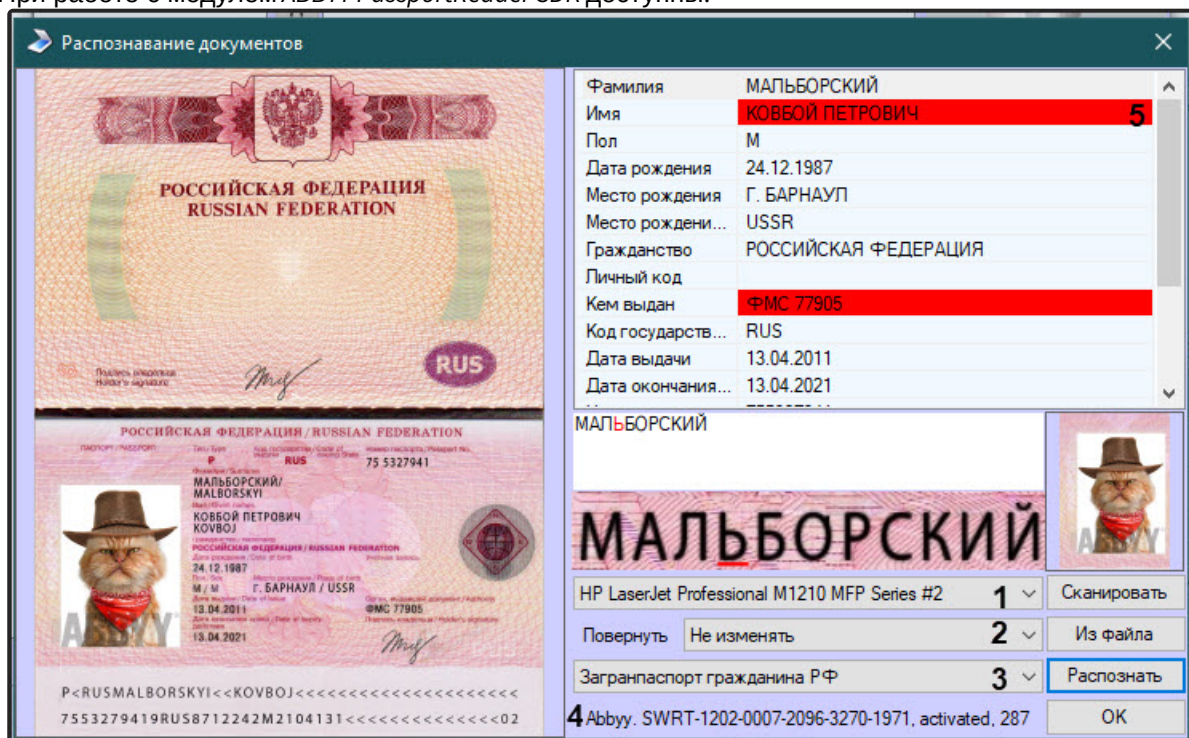 При работе с модулем ABBYY PassportReader SDK доступны:
Распознавание документов
РОССИЙСКАЯ ФЕДЕРАЦИЯ
RUSSIAN FEDERATION
Подпись владельца
Holder's signature
RUS
РОССИЙСКАЯ ФЕДЕРАЦИЯ / RUSSIAN FEDERATION
ПАСПОРТ / PASSPORT
P
RUS
75 5327941
МАЛЬБОРСКИЙ/
MALBORSKYI
КОВБОЙ ПЕТРОВИЧ
KOVBOJ
РОССИЙСКАЯ ФЕДЕРАЦИЯ / RUSSIAN FEDERATION
24.12.1987
М / M
Г. БАРНАУЛ / USSR
13.04.2011
ФМС 77905
13.04.2021
ABBYY
P<RUSMALBORSKYI<<KOVBOJ<<<<<<<<<<<<<<<<<<<<<
7553279419RUS8712242M2104131<<<<<<<<<<<<<<02
Фамилия МАЛЬБОРСКИЙ
Имя КОВБОЙ ПЕТРОВИЧ 5
Пол М
Дата рождения 24.12.1987
Место рождения Г. БАРНАУЛ
Место рождени... USSR
Гражданство РОССИЙСКАЯ ФЕДЕРАЦИЯ
Личный код
Кем выдан ФМС 77905
Код государств... RUS
Дата выдачи 13.04.2011
Дата окончания... 13.04.2021
МАЛЬБОРСКИЙ
МАЛЬБОРСКИЙ
HP LaserJet Professional M1210 MFP Series #2 1 Сканировать
Повернуть Не изменять 2 Из файла
Загранпаспорт гражданина РФ 3 Распознать
4 Abbyy. SWRT-1202-0007-2096-3270-1971, activated, 287 OK